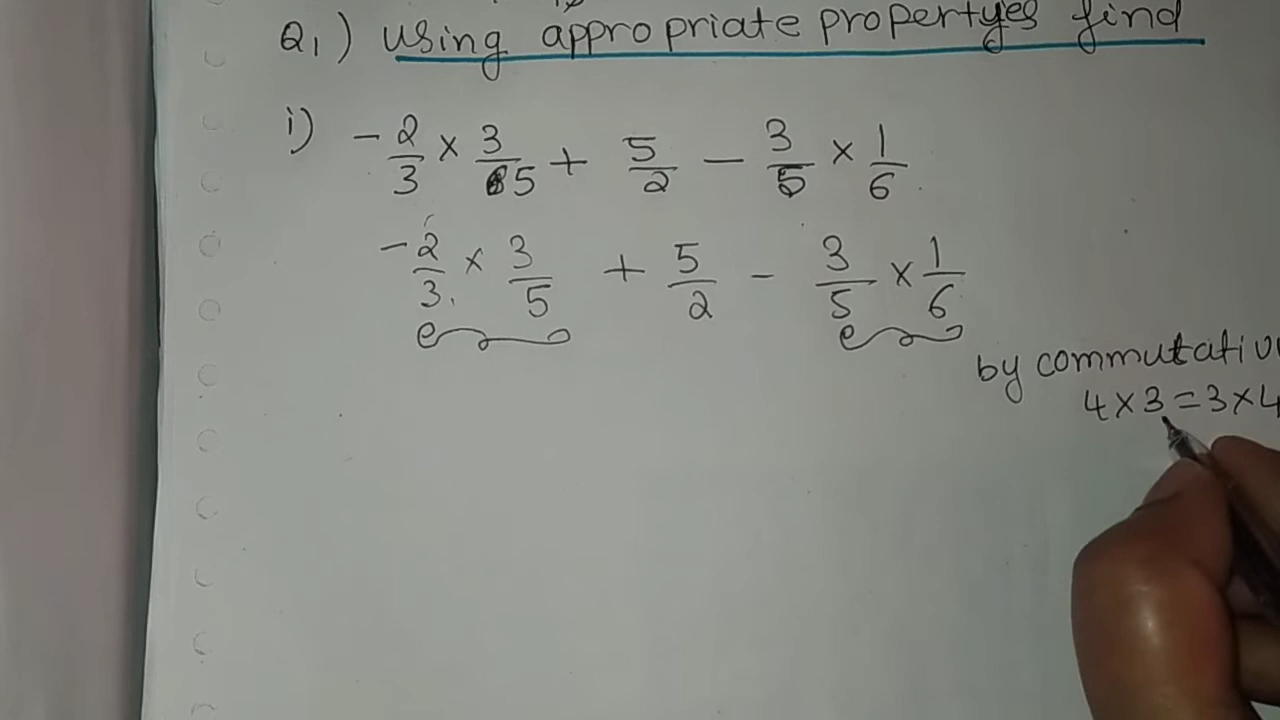 Q1) using appropriate propertyes find
i) -2/3 × 3/5 + 5/2 - 3/5 × 1/6
-2/3 × 3/5 + 5/2 - 3/5 × 1/6
by commutativ
4×3=3×4